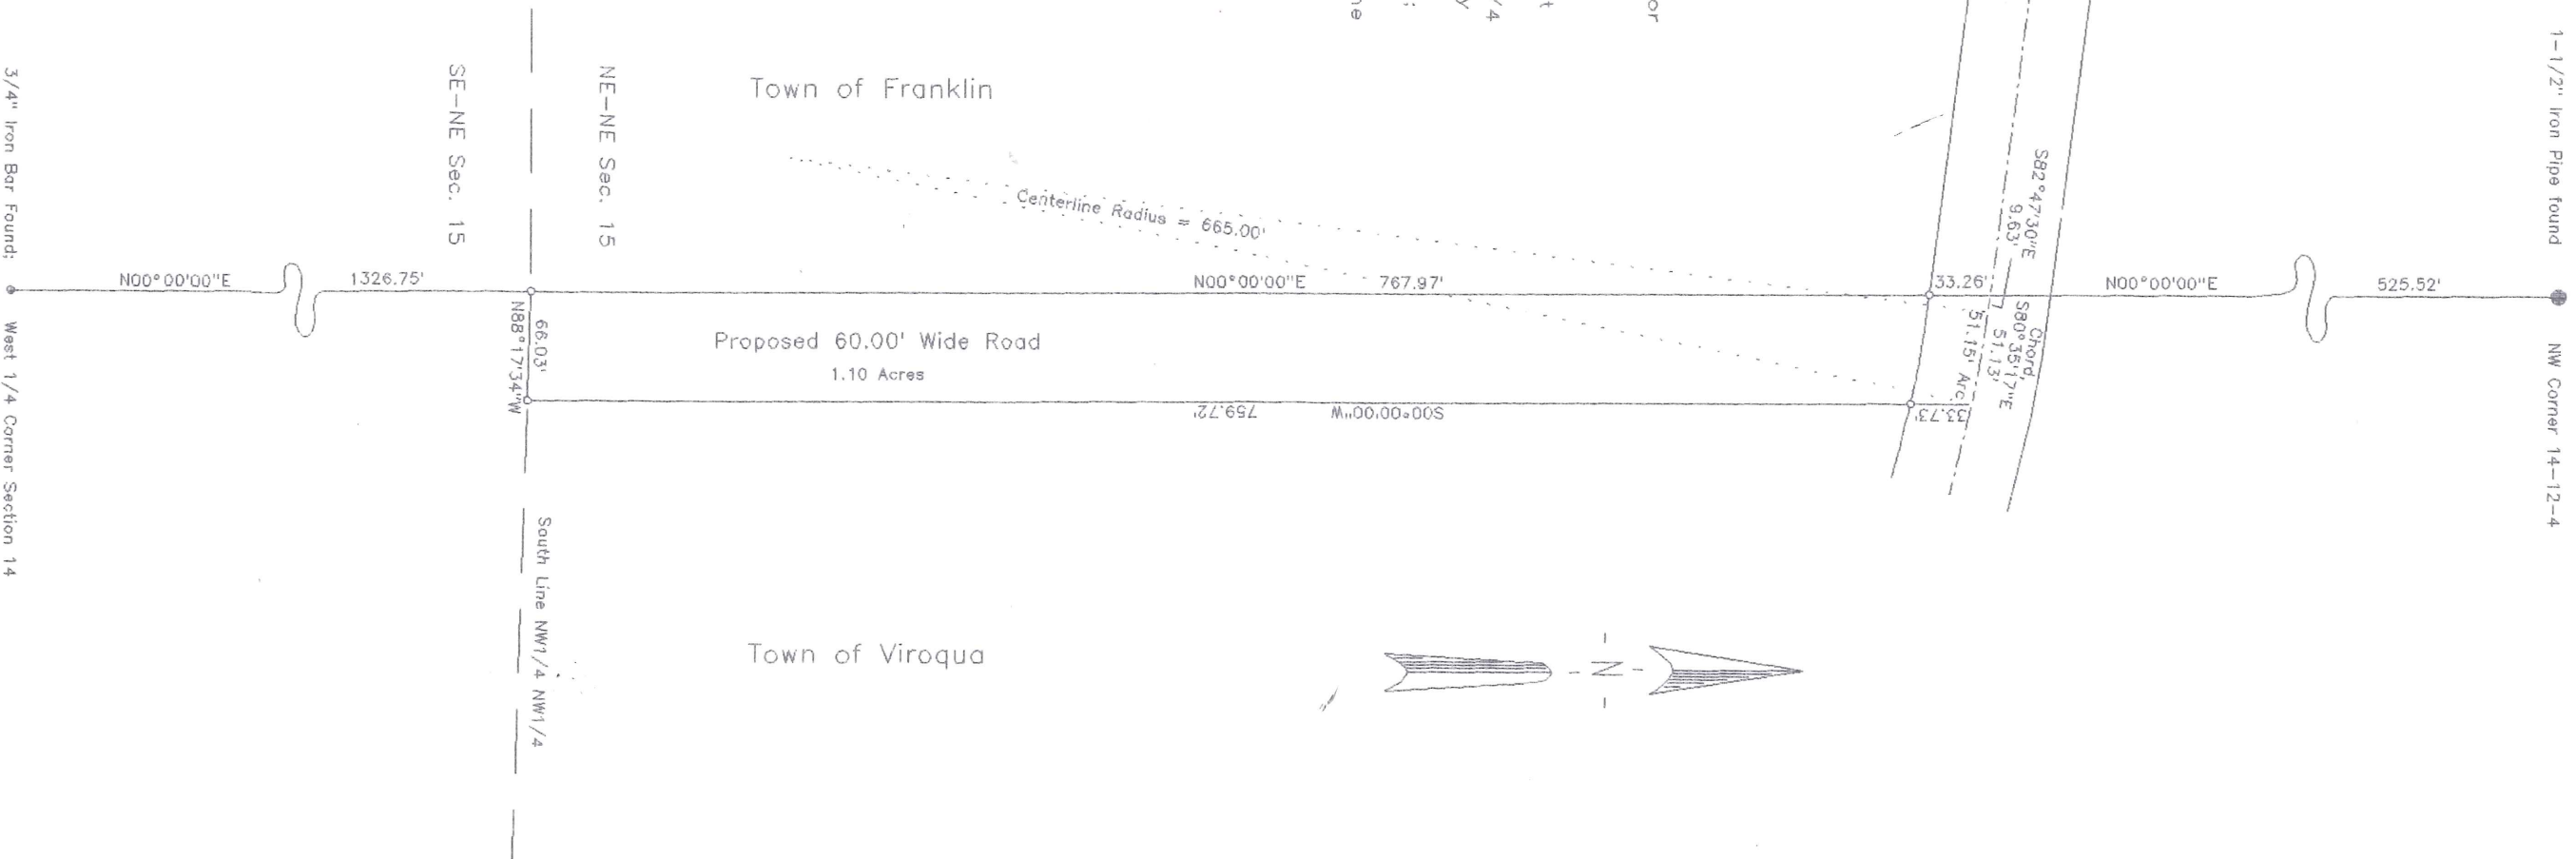 or
t
/4
y
;
ne
1-1/2" Iron Pipe found
NW Corner 14-12-4
3/4" Iron Bar Found;
West 1/4 Corner Section 14
SE-NE Sec. 15
NE-NE Sec. 15
Town of Franklin
Centerline Radius = 665.00'
S82°47'30"E
9.63'
N00°00'00"E
1326.75'
N00°00'00"E
767.97'
33.26'
N00°00'00"E
525.52'
66.03'
N88°17'34"W
Proposed 60.00' Wide Road
1.10 Acres
Chord,
S80°35'17"E
51.13'
51.15' Arc
S00°00'00"W
759.72'
33.73'
South Line NW1/4 NW1/4
Town of Viroqua
-N-